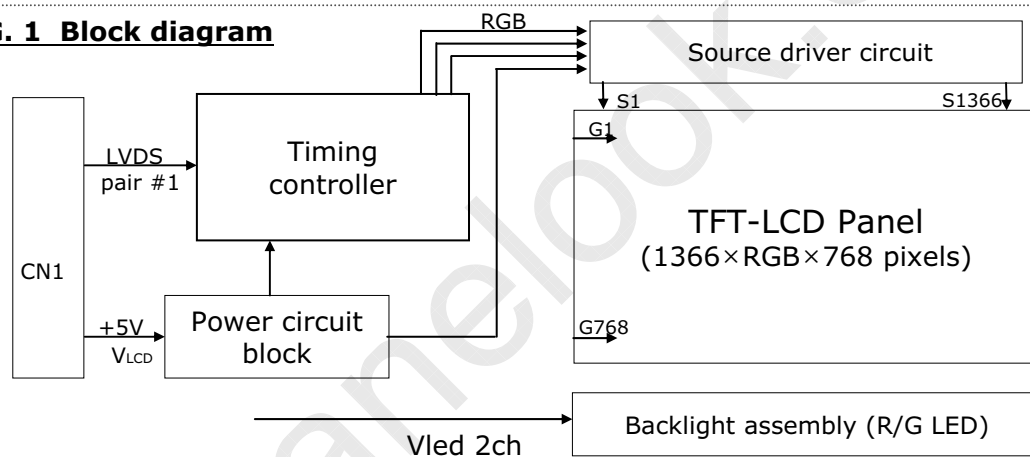 G. 1 Block diagram
RGB
Source driver circuit
S1
S1366
G1
LVDS
pair #1
Timing
controller
TFT-LCD Panel
(1366×RGB×768 pixels)
CN1
+5V
VLCD
Power circuit
block
G768
Backlight assembly (R/G LED)
Vled 2ch
anelook.